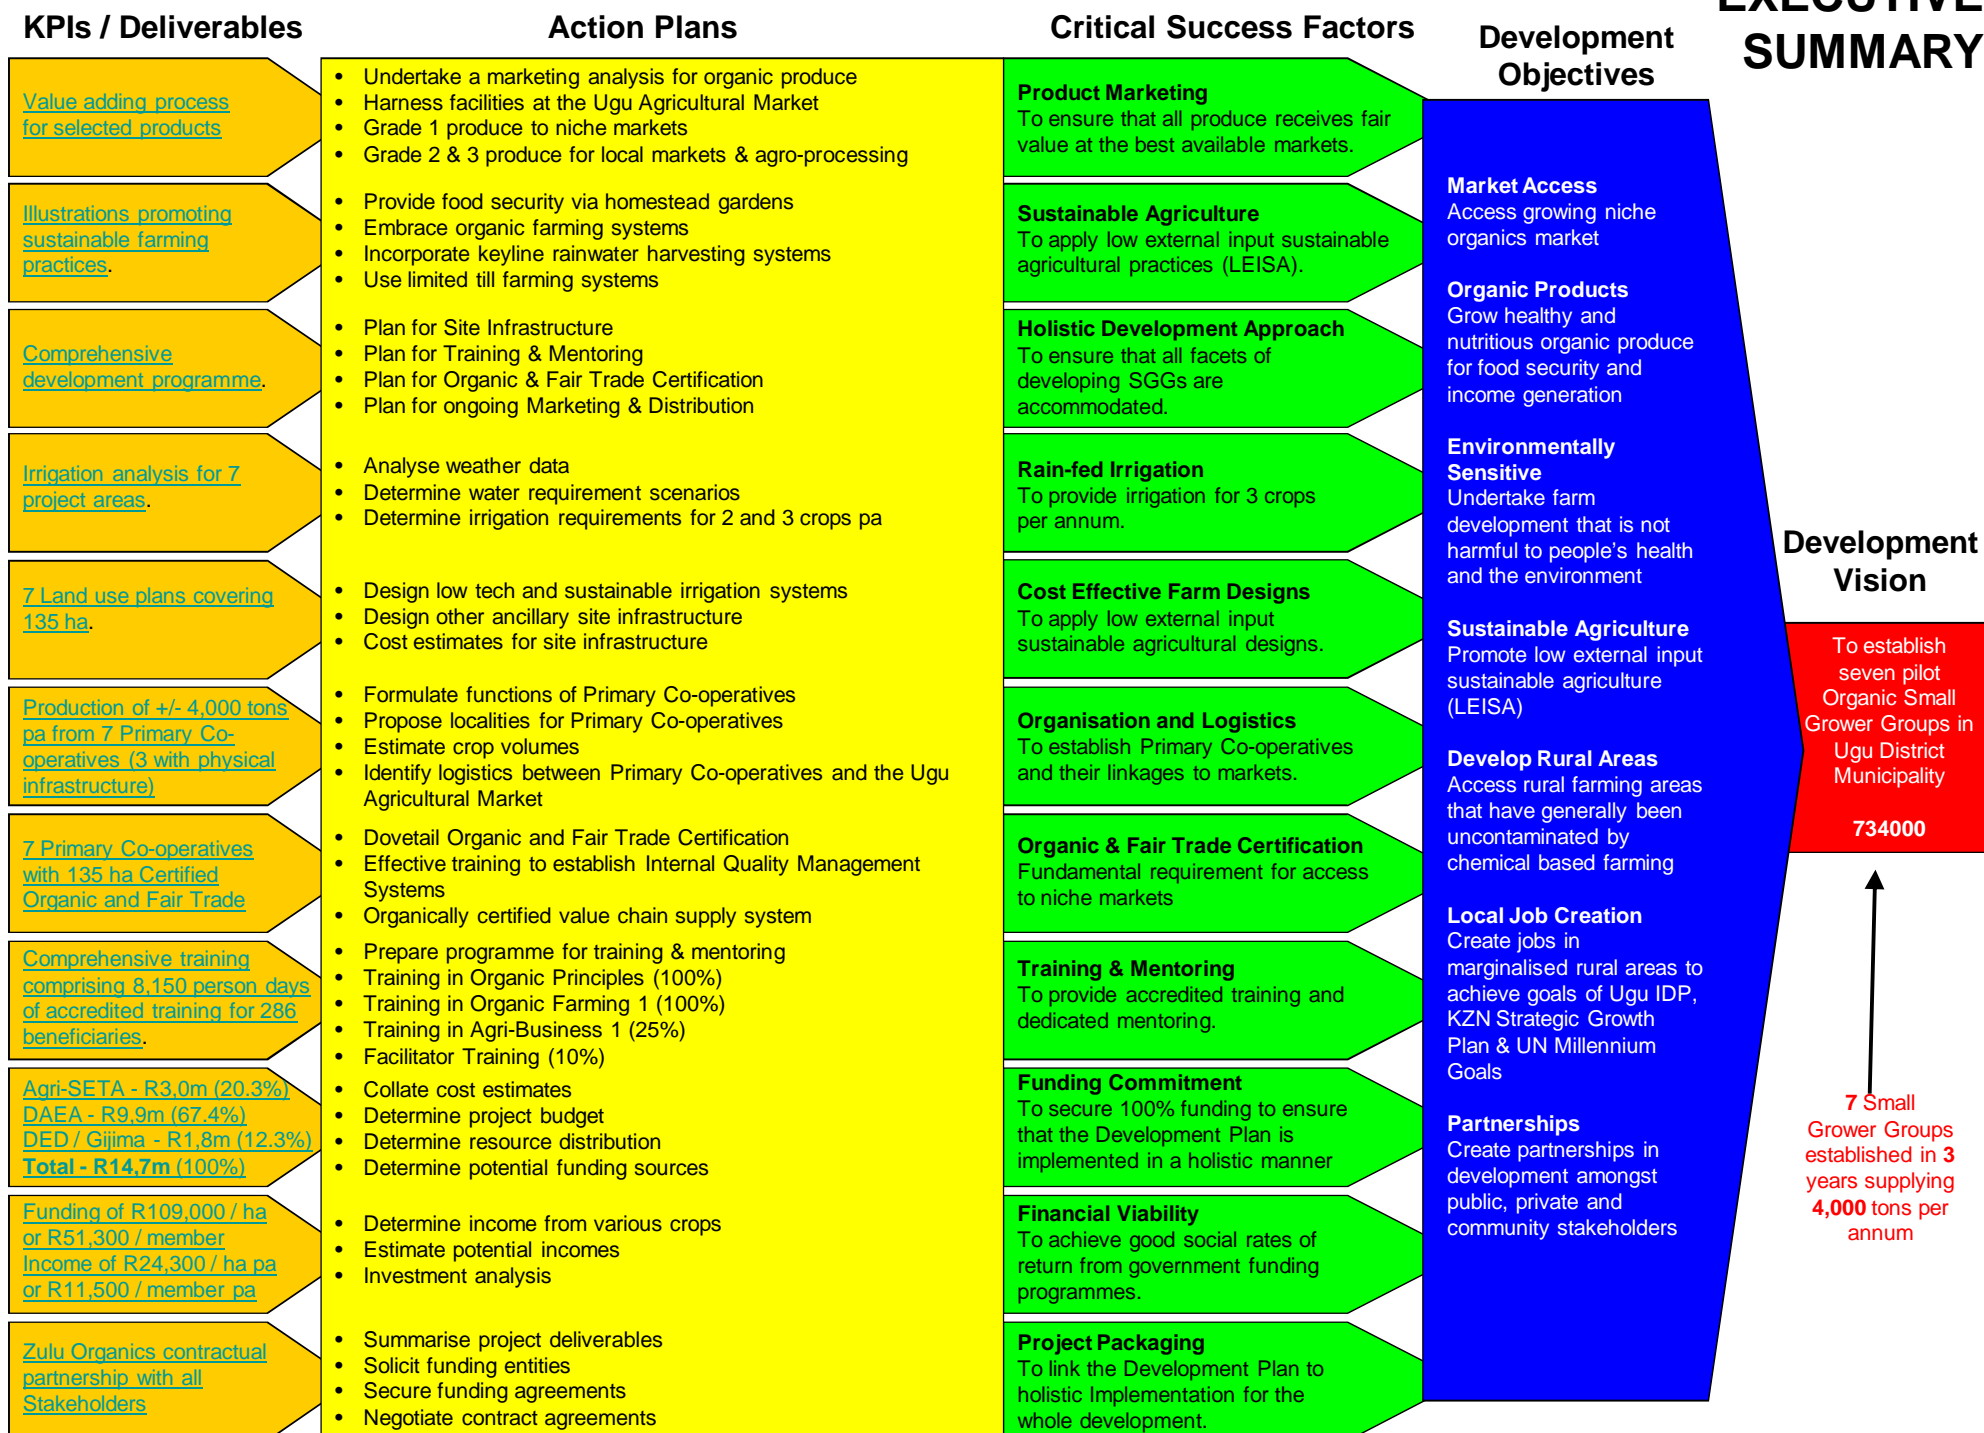 EXECUTIVE
SUMMARY
KPIs / Deliverables
Value adding process
for selected products
Illustrations promoting
sustainable farming
practices.
Comprehensive
development programme.
Irrigation analysis for 7
project areas.
7 Land use plans covering
135 ha.
Production of +/- 4,000 tons
pa from 7 Primary Co-
operatives (3 with physical
infrastructure)
7 Primary Co-operatives
with 135 ha Certified
Organic and Fair Trade
Comprehensive training
comprising 8,150 person days
of accredited training for 286
beneficiaries.
Agri-SETA - R3,0m (20.3%)
DAEA - R9,9m (67.4%)
DED / Gijima - R1,8m (12.3%)
Total - R14,7m (100%)
Funding of R109,000 / ha
or R51,300 / member
Income of R24,300 / ha pa
or R11,500 / member pa
Zulu Organics contractual
partnership with all
Stakeholders
Action Plans
• Undertake a marketing analysis for organic produce
• Harness facilities at the Ugu Agricultural Market
• Grade 1 produce to niche markets
• Grade 2 & 3 produce for local markets & agro-processing
• Provide food security via homestead gardens
• Embrace organic farming systems
• Incorporate keyline rainwater harvesting systems
• Use limited till farming systems
• Plan for Site Infrastructure
• Plan for Training & Mentoring
• Plan for Organic & Fair Trade Certification
• Plan for ongoing Marketing & Distribution
• Analyse weather data
• Determine water requirement scenarios
• Determine irrigation requirements for 2 and 3 crops pa
• Design low tech and sustainable irrigation systems
• Design other ancillary site infrastructure
• Cost estimates for site infrastructure
• Formulate functions of Primary Co-operatives
• Propose localities for Primary Co-operatives
• Estimate crop volumes
• Identify logistics between Primary Co-operatives and the Ugu
Agricultural Market
• Dovetail Organic and Fair Trade Certification
• Effective training to establish Internal Quality Management
Systems
• Organically certified value chain supply system
• Prepare programme for training & mentoring
• Training in Organic Principles (100%)
• Training in Organic Farming 1 (100%)
• Training in Agri-Business 1 (25%)
• Facilitator Training (10%)
• Collate cost estimates
• Determine project budget
• Determine resource distribution
• Determine potential funding sources
• Determine income from various crops
• Estimate potential incomes
• Investment analysis
• Summarise project deliverables
• Solicit funding entities
• Secure funding agreements
• Negotiate contract agreements
Critical Success Factors
Product Marketing
To ensure that all produce receives fair
value at the best available markets.
Sustainable Agriculture
To apply low external input sustainable
agricultural practices (LEISA).
Holistic Development Approach
To ensure that all facets of
developing SGGs are
accommodated.
Rain-fed Irrigation
To provide irrigation for 3 crops
per annum.
Cost Effective Farm Designs
To apply low external input
sustainable agricultural designs.
Organisation and Logistics
To establish Primary Co-operatives
and their linkages to markets.
Organic & Fair Trade Certification
Fundamental requirement for access
to niche markets
Training & Mentoring
To provide accredited training and
dedicated mentoring.
Funding Commitment
To secure 100% funding to ensure
that the Development Plan is
implemented in a holistic manner
Financial Viability
To achieve good social rates of
return from government funding
programmes.
Project Packaging
To link the Development Plan to
holistic Implementation for the
whole development.
Development
Objectives
Market Access
Access growing niche
organics market
Organic Products
Grow healthy and
nutritious organic produce
for food security and
income generation
Environmentally
Sensitive
Undertake farm
development that is not
harmful to people's health
and the environment
Sustainable Agriculture
Promote low external input
sustainable agriculture
(LEISA)
Develop Rural Areas
Access rural farming areas
that have generally been
uncontaminated by
chemical based farming
Local Job Creation
Create jobs in
marginalised rural areas to
achieve goals of Ugu IDP,
KZN Strategic Growth
Plan & UN Millennium
Goals
Partnerships
Create partnerships in
development amongst
public, private and
community stakeholders
Development
Vision
To establish
seven pilot
Organic Small
Grower Groups in
Ugu District
Municipality
734000
7 Small
Grower Groups
established in 3
years supplying
4,000 tons per
annum